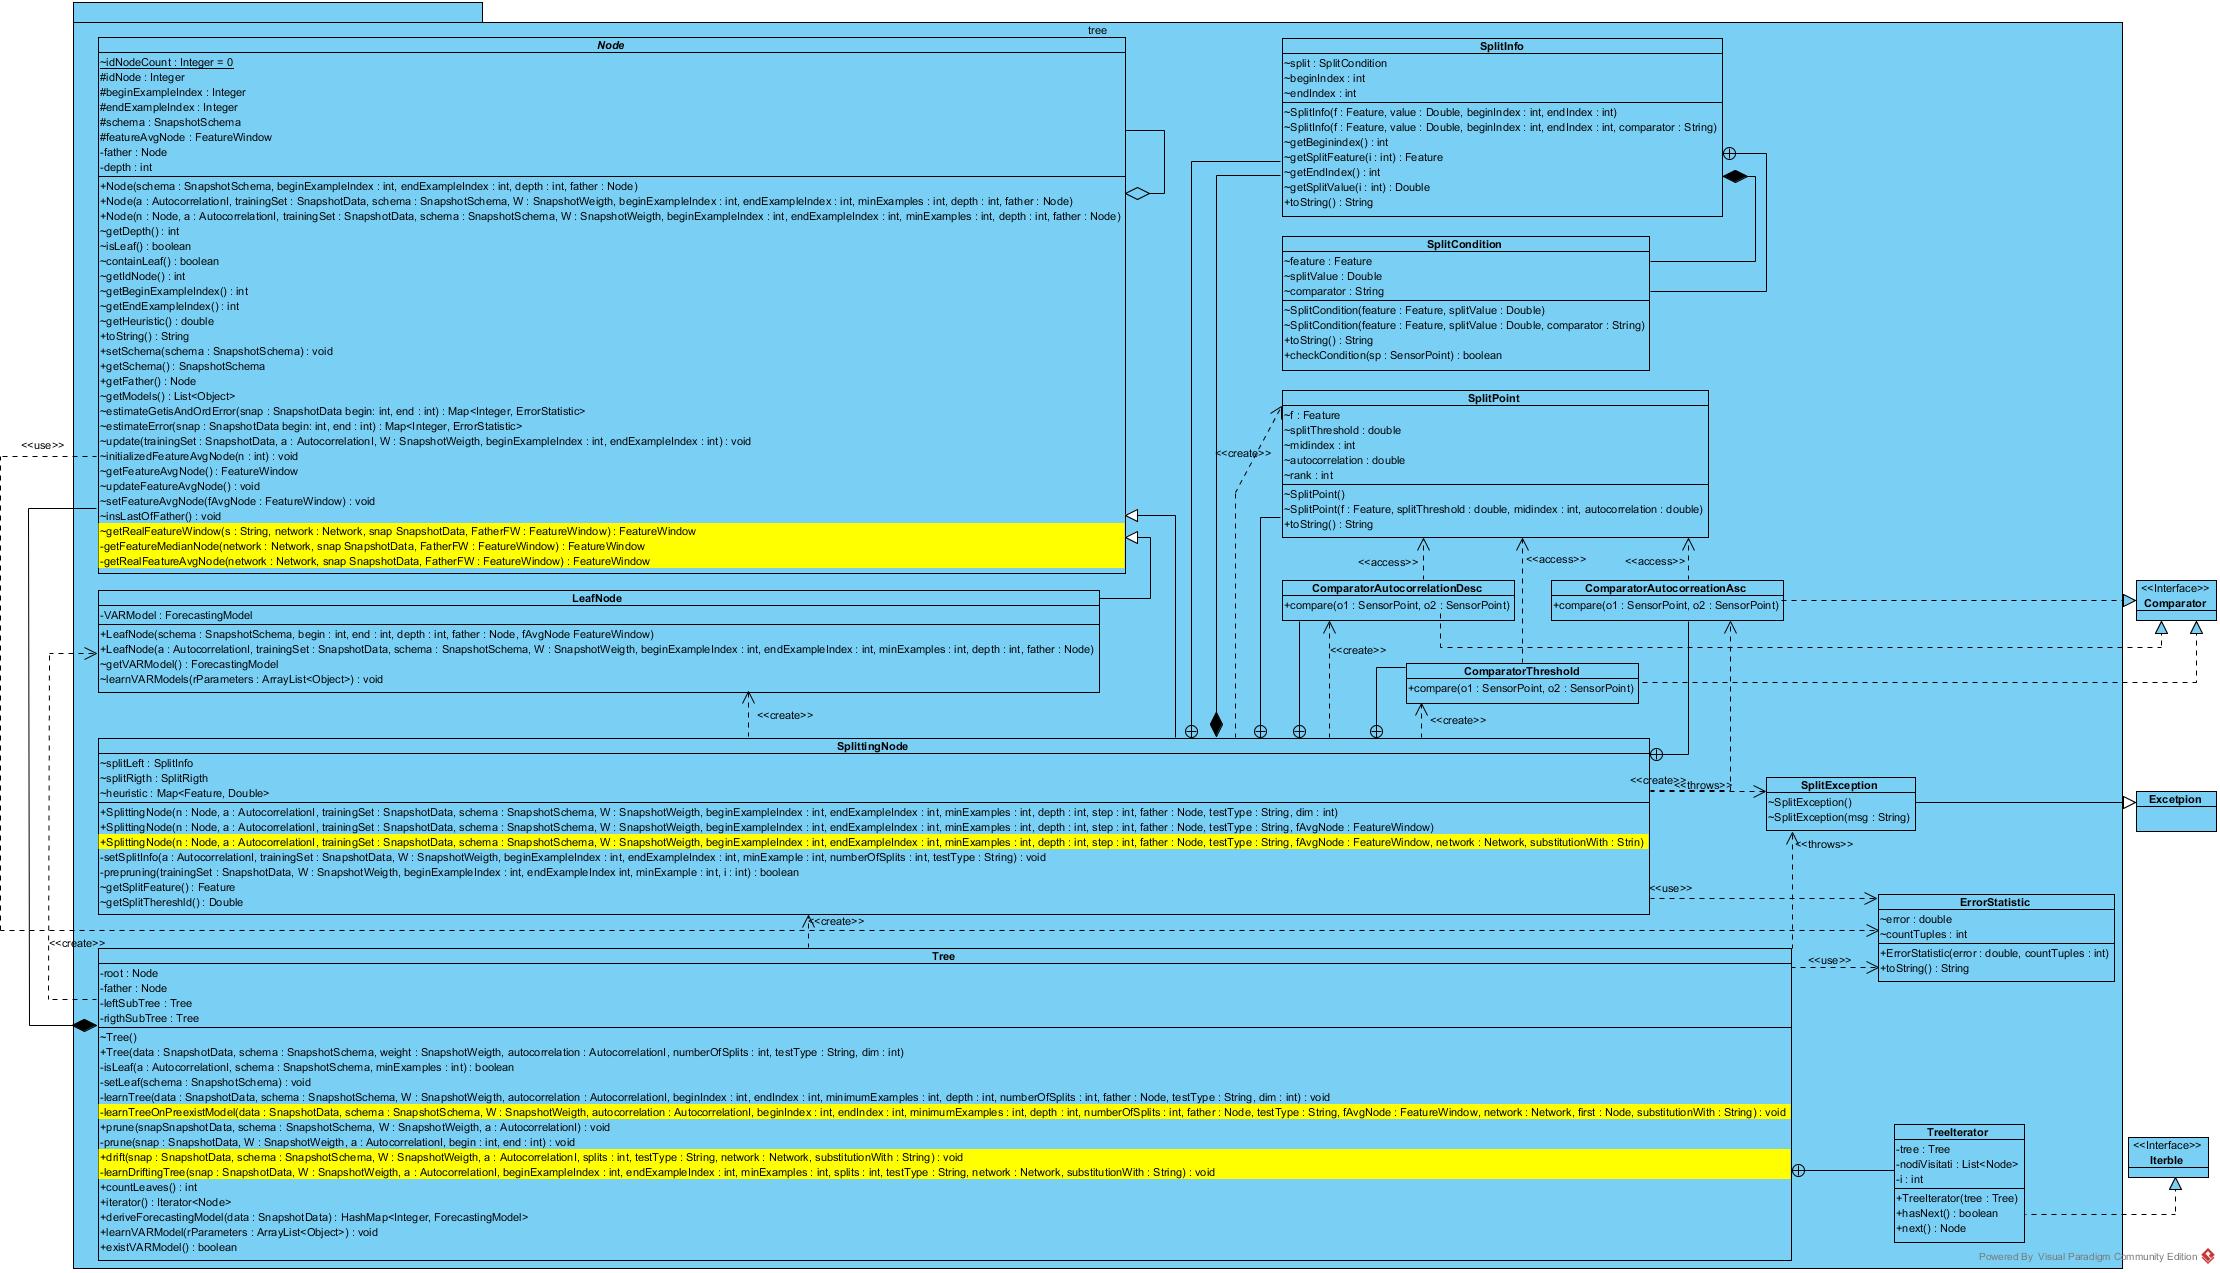 tree
Node
~idNodeCount : Integer = 0
#idNode : Integer
#beginExampleIndex : Integer
#endExampleIndex : Integer
#schema : SnapshotSchema
#featureAvgNode : FeatureWindow
-father : Node
-depth : int
+Node(schema : SnapshotSchema, beginExampleIndex : int, endExampleIndex : int, depth : int, father : Node)
+Node(a : AutocorrelationI, trainingSet : SnapshotData, schema : SnapshotSchema, W : SnapshotWeigth, beginExampleIndex : int, endExampleIndex : int, minExamples : int, depth : int, father : Node)
+Node(n : Node, a : AutocorrelationI, trainingSet : SnapshotData, schema : SnapshotSchema, W : SnapshotWeigth, beginExampleIndex : int, endExampleIndex : int, minExamples : int, depth : int, father : Node)
~getDepth() : int
~isLeaf() : boolean
~containLeaf() : boolean
~getIdNode() : int
~getBeginExampleIndex() : int
~getEndExampleIndex() : int
~getHeuristic() : double
+toString() : String
+setSchema(schema : SnapshotSchema) : void
+getSchema() : SnapshotSchema
+getFather() : Node
~getModels() : List<Object>
~estimateGetisAndOrdError(snap : SnapshotData begin: int, end : int) : Map<Integer, ErrorStatistic>
~estimateError(snap : SnapshotData begin: int, end : int) : Map<Integer, ErrorStatistic>
~update(trainingSet : SnapshotData, a : AutocorrelationI, W : SnapshotWeigth, beginExampleIndex : int, endExampleIndex : int) : void
~initializedFeatureAvgNode(n : int) : void
~getFeatureAvgNode() : FeatureWindow
~updateFeatureAvgNode() : void
~setFeatureAvgNode(fAvgNode : FeatureWindow) : void
~insLastOfFather() : void
~getRealFeatureWindow(s : String, network : Network, snap SnapshotData, FatherFW : FeatureWindow) : FeatureWindow
-getFeatureMedianNode(network : Network, snap SnapshotData, FatherFW : FeatureWindow) : FeatureWindow
-getRealFeatureAvgNode(network : Network, snap SnapshotData, FatherFW : FeatureWindow) : FeatureWindow
SplitInfo
~split : SplitCondition
~beginIndex : int
~endIndex : int
~SplitInfo(f : Feature, value : Double, beginIndex : int, endIndex : int)
~SplitInfo(f : Feature, value : Double, beginIndex : int, endIndex : int, comparator : String)
~getBeginindex() : int
~getSplitFeature(i : int) : Feature
~getEndIndex() : int
~getSplitValue(i : int) : Double
+toString() : String
SplitCondition
~feature : Feature
~splitValue : Double
~comparator : String
~SplitCondition(feature : Feature, splitValue : Double)
~SplitCondition(feature : Feature, splitValue : Double, comparator : String)
+toString() : String
+checkCondition(sp : SensorPoint) : boolean
SplitPoint
~f : Feature
~splitThreshold : double
~midindex : int
~autocorrelation : double
~rank : int
~SplitPoint()
~SplitPoint(f : Feature, splitThreshold : double, midindex : int, autocorrelation : double)
+toString() : String
<<use>>
<<create>>
<<access>>
<<access>>
<<access>>
ComparatorAutocorrelationDesc
+compare(o1 : SensorPoint, o2 : SensorPoint)
ComparatorAutocorreationAsc
+compare(o1 : SensorPoint, o2 : SensorPoint)
<<Interface>>
Comparator
<<create>>
ComparatorThreshold
+compare(o1 : SensorPoint, o2 : SensorPoint)
<<create>>
LeafNode
-VARModel : ForecastingModel
+LeafNode(schema : SnapshotSchema, begin : int, end : int, depth : int, father : Node, fAvgNode FeatureWindow)
+LeafNode(a : AutocorrelationI, trainingSet : SnapshotData, schema : SnapshotSchema, W : SnapshotWeigth, beginExampleIndex : int, endExampleIndex : int, minExamples : int, depth : int, father : Node)
~getVARModel() : ForecastingModel
~learnVARModels(rParameters : ArrayList<Object>) : void
<<create>>
SplittingNode
~splitLeft : SplitInfo
~splitRigth : SplitRigth
~heuristic : Map<Feature, Double>
+SplittingNode(n : Node, a : AutocorrelationI, trainingSet : SnapshotData, schema : SnapshotSchema, W : SnapshotWeigth, beginExampleIndex : int, endExampleIndex : int, minExamples : int, depth : int, step : int, father : Node, testType : String, dim : int)
+SplittingNode(n : Node, a : AutocorrelationI, trainingSet : SnapshotData, schema : SnapshotSchema, W : SnapshotWeigth, beginExampleIndex : int, endExampleIndex : int, minExamples : int, depth : int, step : int, father : Node, testType : String, fAvgNode : FeatureWindow)
+SplittingNode(n : Node, a : AutocorrelationI, trainingSet : SnapshotData, schema : SnapshotSchema, W : SnapshotWeigth, beginExampleIndex : int, endExampleIndex : int, minExamples : int, depth : int, step : int, father : Node, testType : String, fAvgNode : FeatureWindow, network : Network, substitutionWith : Strin)
-setSplitInfo(a : AutocorrelationI, trainingSet : SnapshotData, W : SnapshotWeigth, beginExampleIndex : int, endExampleIndex : int, minExample : int, numberOfSplits : int, testType : String) : void
-prepruning(trainingSet : SnapshotData, W : SnapshotWeigth, beginExampleIndex : int, endExampleIndex int, minExample : int, i : int) : boolean
~getSplitFeature() : Feature
~getSplitThereshld() : Double
<<create>>
<<throws>>
SplitException
~SplitException()
~SplitException(msg : String)
Excetpion
<<throws>>
<<use>>
ErrorStatistic
~error : double
~countTuples : int
+ErrorStatistic(error : double, countTuples : int)
+toString() : String
<<create>>
<<create>>
<<use>>
Tree
-root : Node
-father : Node
-leftSubTree : Tree
-rigthSubTree : Tree
~Tree()
+Tree(data : SnapshotData, schema : SnapshotSchema, weight : SnapshotWeigth, autocorrelation : AutocorrelationI, numberOfSplits : int, testType : String, dim : int)
-isLeaf(a : AutocorrelationI, schema : SnapshotSchema, minExamples : int) : boolean
-setLeaf(schema : SnapshotSchema) : void
-learnTree(data : SnapshotData, schema : SnapshotSchema, W : SnapshotWeigth, autocorrelation : AutocorrelationI, beginIndex : int, endIndex : int, minimumExamples : int, depth : int, numberOfSplits : int, father : Node, testType : String, dim : int) : void
-learnTreeOnPreexistModel(data : SnapshotData, schema : SnapshotSchema, W : SnapshotWeigth, autocorrelation : AutocorrelationI, beginIndex : int, endIndex : int, minimumExamples : int, depth : int, numberOfSplits : int, father : Node, testType : String, fAvgNode : FeatureWindow, network : Network, first : Node, substitutionWith : String) : void
+prune(snapSnapshotData, schema : SnapshotSchema, W : SnapshotWeigth, a : AutocorrelationI) : void
-prune(snap : SnapshotData, W : SnapshotWeigth, a : AutocorrelationI, begin : int, end : int) : void
+drift(snap : SnapshotData, schema : SnapshotSchema, W : SnapshotWeigth, a : AutocorrelationI, splits : int, testType : String, network : Network, substitutionWith : String) : void
-learnDriftingTree(snap : SnapshotData, W : SnapshotWeigth, a : AutocorrelationI, beginExampleIndex : int, endExampleIndex : int, minExamples : int, splits : int, testType : String, network : Network, substitutionWith : String) : void
+countLeaves() : int
+iterator() : Iterator<Node>
+deriveForecastingModel(data : SnapshotData) : HashMap<Integer, ForecastingModel>
+learnVARModel(rParameters : ArrayList<Object>) : void
+existVARModel() : boolean
TreeIterator
-tree : Tree
-nodiVisitati : List<Node>
-i : int
+TreeIterator(tree : Tree)
+hasNext() : boolean
+next() : Node
<<Interface>>
Iterble
Powered By Visual Paradigm Community Edition